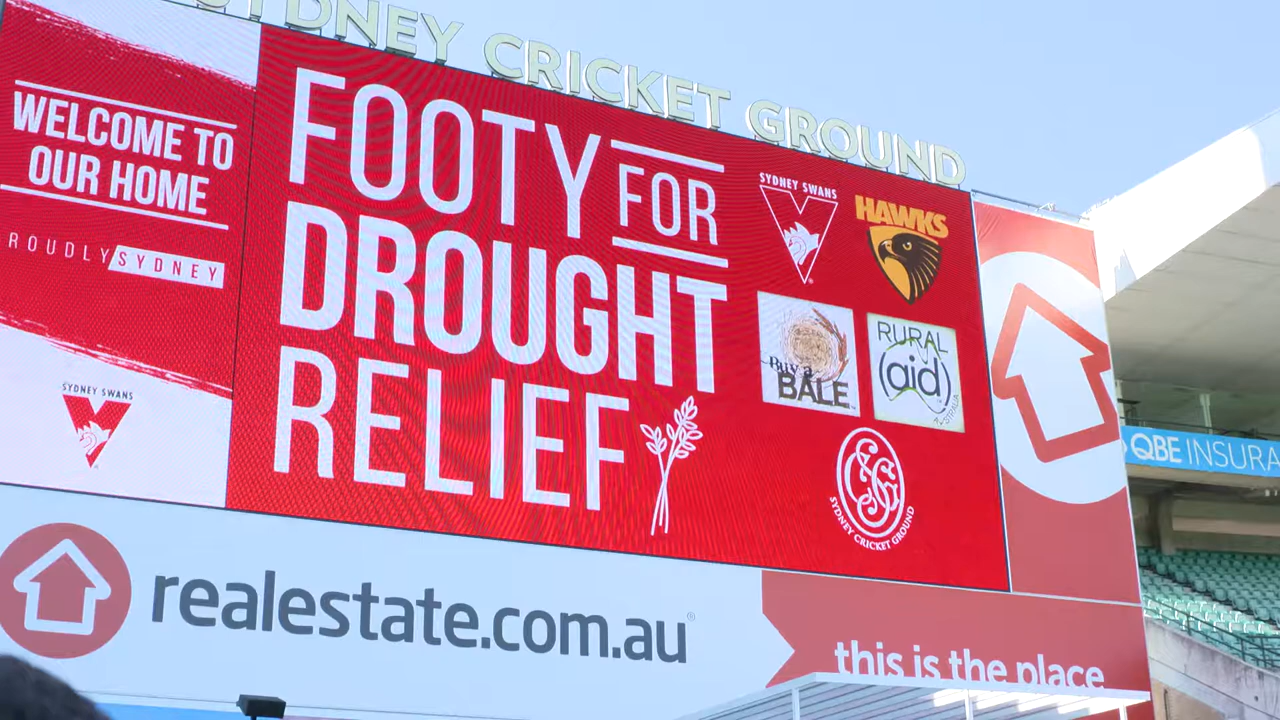 SYDNEY CRICKET GROUND
WELCOME TO
OUR HOME
ROUDLY SYDNEY
SYDNEY SWANS
FOOTY FOR
DROUGHT
RELIEF
SYDNEY SWANS
HAWKS
Buy a
BALE
RURAL
(aid)
AUSTRALIA
SYDNEY CRICKET GROUND
QBE INSURA
realestate.com.au
this is the place